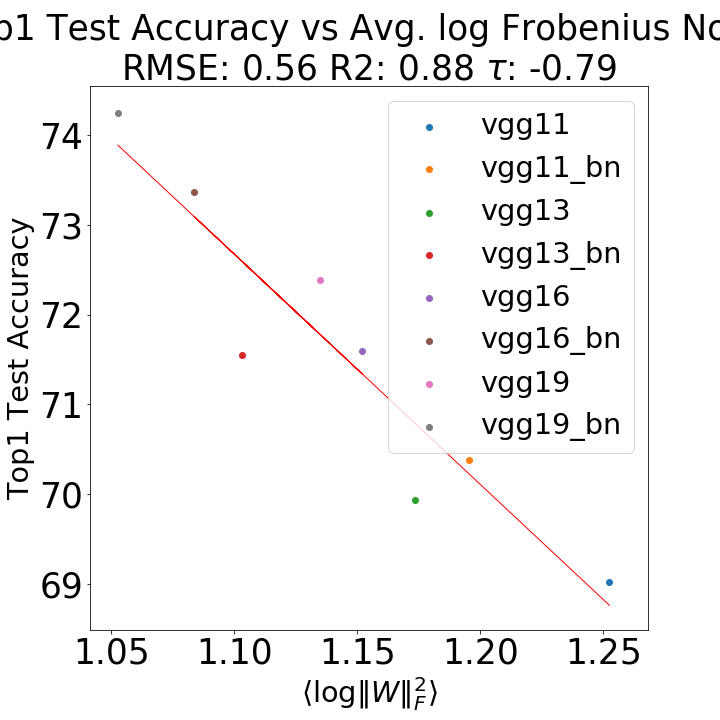 p1 Test Accuracy vs Avg. log Frobenius No
RMSE: 0.56 R2: 0.88 τ: -0.79
vgg11
vgg11_bn
vgg13
vgg13_bn
vgg16
vgg16_bn
vgg19
vgg19_bn
Top1 Test Accuracy
74
73
72
71
70
69
1.05 1.10 1.15 1.20 1.25
⟨log‖W‖²_F⟩